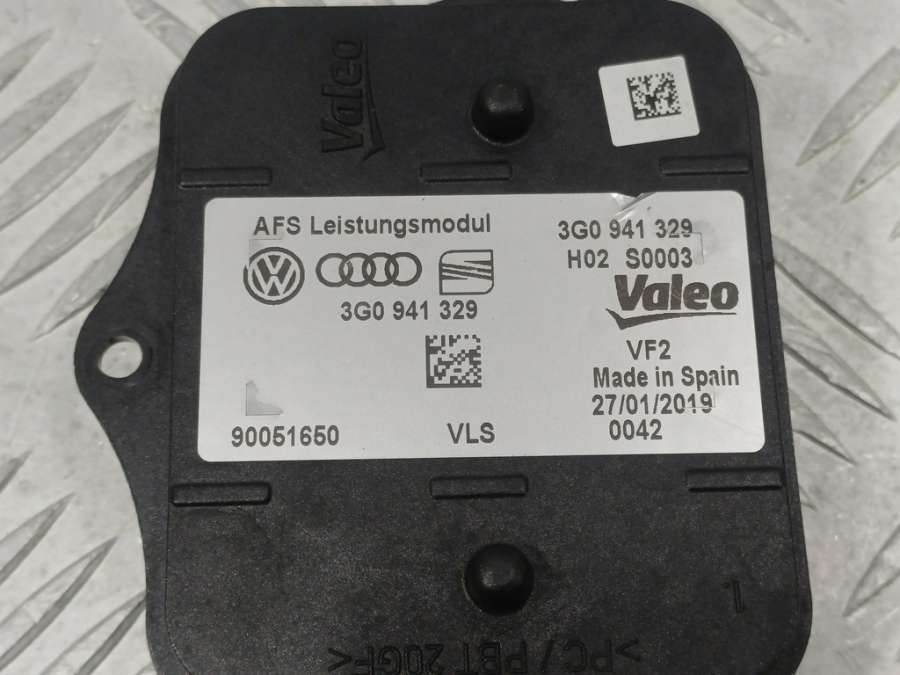 Valeo
AFS Leistungsmodul
3G0 941 329
3G0 941 329
H02 S0003
Valeo
VF2
Made in Spain
27/01/2019
0042
90051650
VLS
1
>PC / PBT 20GF<